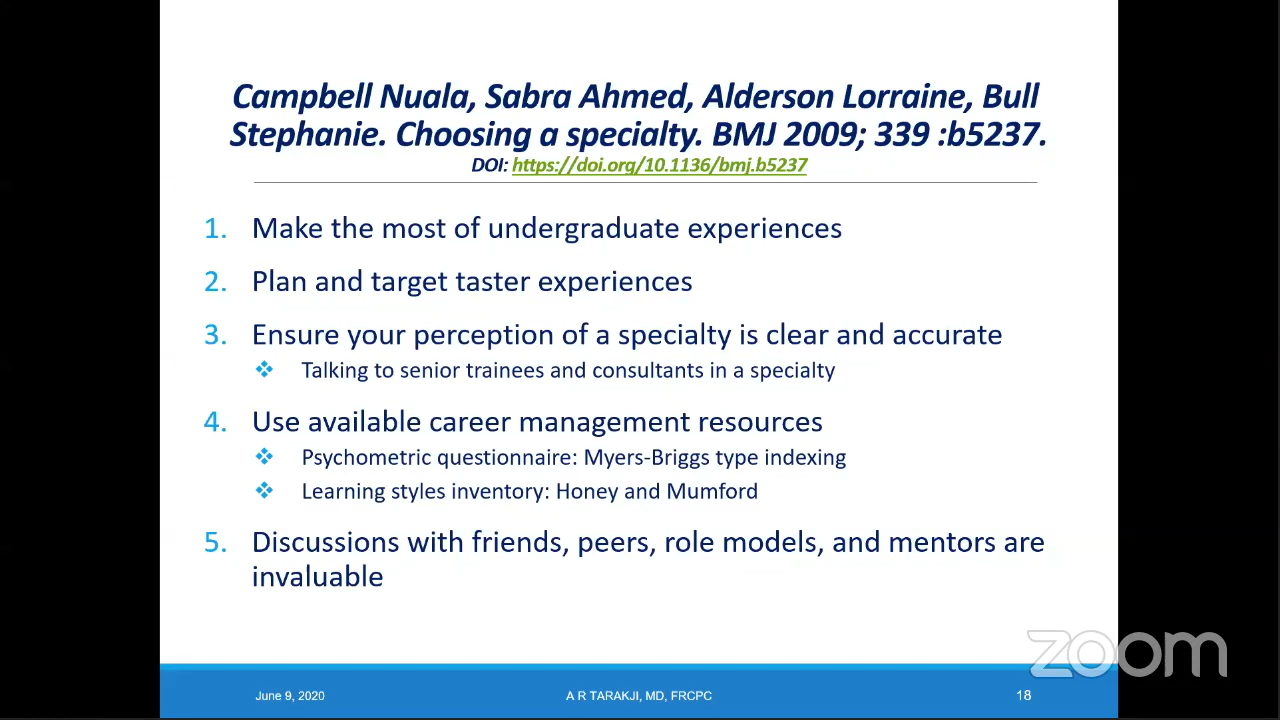 Campbell Nuala, Sabra Ahmed, Alderson Lorraine, Bull
Stephanie. Choosing a specialty. BMJ 2009; 339 :b5237.
DOI: https://doi.org/10.1136/bmj.b5237
1. Make the most of undergraduate experiences
2. Plan and target taster experiences
3. Ensure your perception of a specialty is clear and accurate
❖ Talking to senior trainees and consultants in a specialty
4. Use available career management resources
❖ Psychometric questionnaire: Myers-Briggs type indexing
❖ Learning styles inventory: Honey and Mumford
5. Discussions with friends, peers, role models, and mentors are
invaluable
zoom
June 9, 2020 A R TARAKJI, MD, FRCPC 18